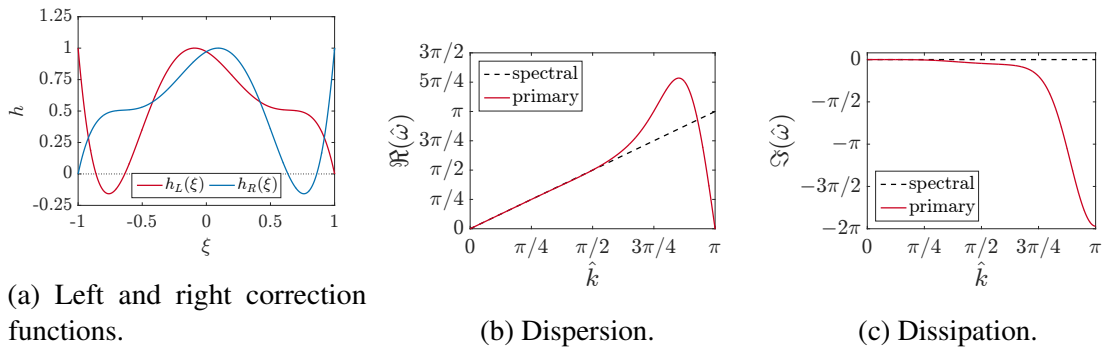 1.25
1
0.75
0.5
0.25
0
-0.25
h
h_L(ξ) h_R(ξ)
-1 -0.5 0 0.5 1
ξ
(a) Left and right correction
functions.
3π/2
5π/4
π
3π/4
π/2
π/4
0
ℜ(ω̂)
spectral
primary
0 π/4 π/2 3π/4 π
k̂
(b) Dispersion.
0
−π/2
−π
−3π/2
−2π
ℑ(ω̂)
spectral
primary
0 π/4 π/2 3π/4 π
k̂
(c) Dissipation.